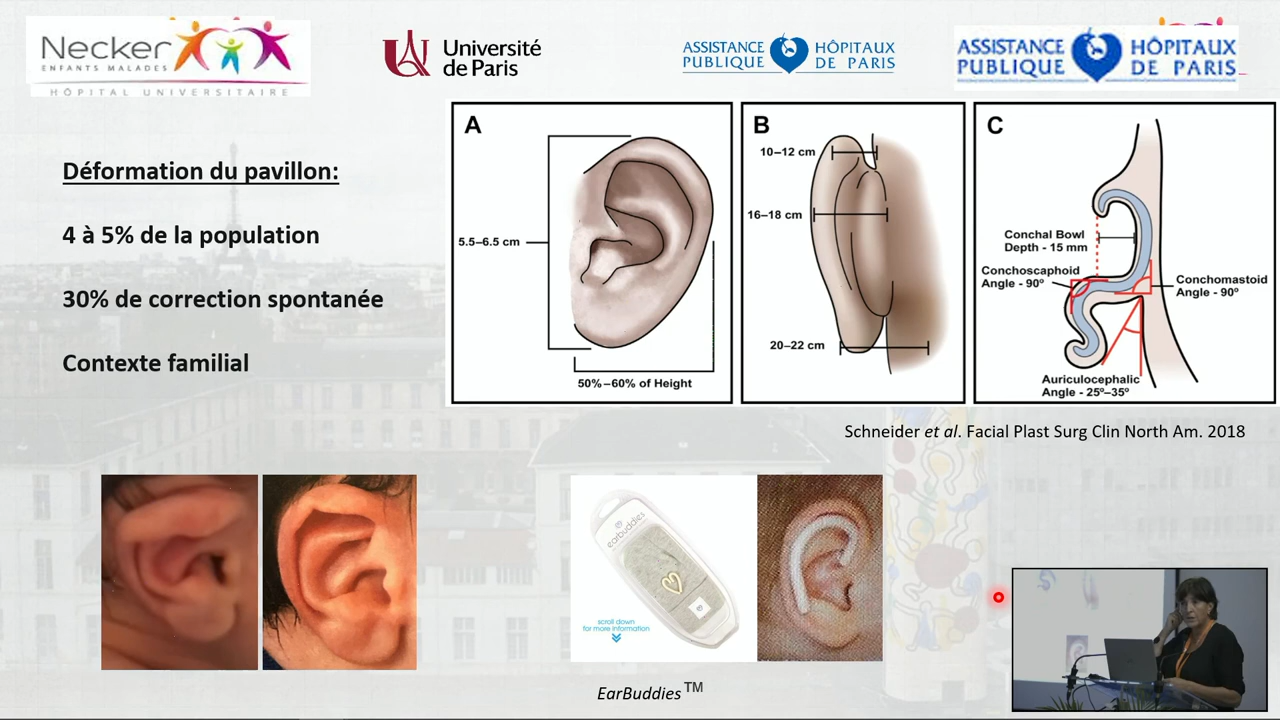 Necker
ENFANTS MALADES
HÔPITAL UNIVERSITAIRE
Université
de Paris
ASSISTANCE
PUBLIQUE
HÔPITAUX
DE PARIS
ASSISTANCE
PUBLIQUE
HÔPITAUX
DE PARIS
Déformation du pavillon:
4 à 5% de la population
30% de correction spontanée
Contexte familial
A
5.5–6.5 cm
50%–60% of Height
B
10–12 cm
16–18 cm
20–22 cm
C
Conchal Bowl
Depth - 15 mm
Conchoscaphoid
Angle - 90º
Conchomastoid
Angle - 90º
Auriculocephalic
Angle - 25º–35º
Schneider et al. Facial Plast Surg Clin North Am. 2018
earbuddies
scroll down
for more information
EarBuddies™